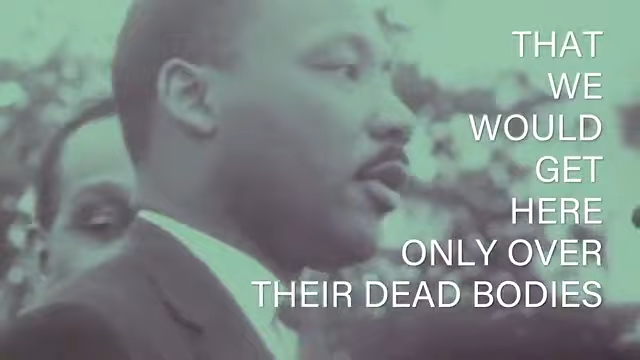 THAT
WE
WOULD
GET
HERE
ONLY OVER
THEIR DEAD BODIES